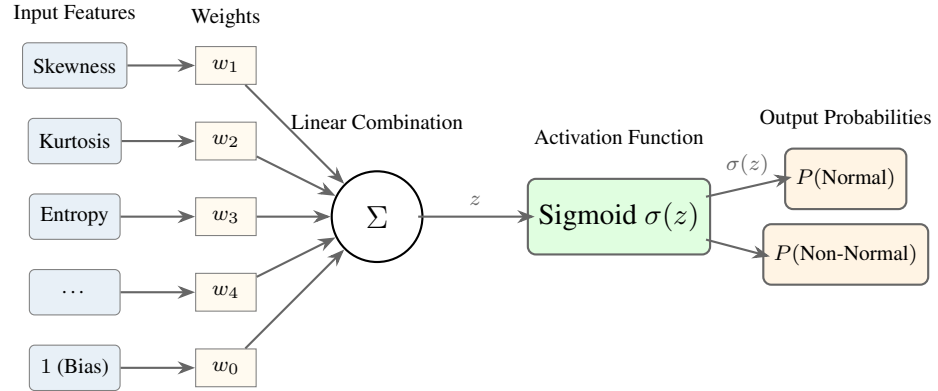 Input Features
Weights
Skewness
w₁
Linear Combination
Kurtosis
w₂
Entropy
w₃
Σ
z
Activation Function
Sigmoid σ(z)
σ(z)
Output Probabilities
P(Normal)
P(Non-Normal)
⋯
w₄
1 (Bias)
w₀